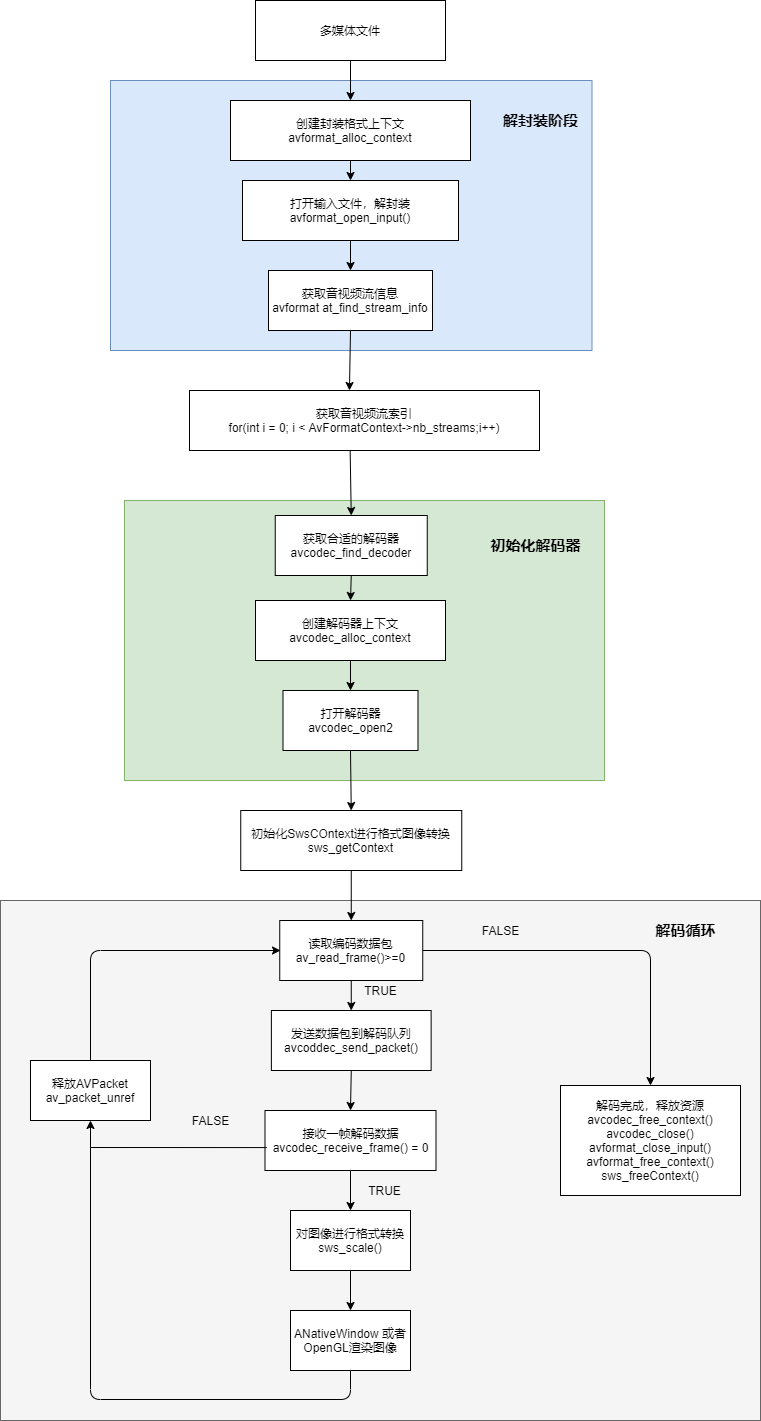 多媒体文件
解封装阶段
创建封装格式上下文
avformat_alloc_context
打开输入文件，解封装
avformat_open_input()
获取音视频流信息
avformat at_find_stream_info
获取音视频流索引
for(int i = 0; i < AvFormatContext->nb_streams;i++)
初始化解码器
获取合适的解码器
avcodec_find_decoder
创建解码器上下文
avcodec_alloc_context
打开解码器
avcodec_open2
初始化SwsCOntext进行格式图像转换
sws_getContext
解码循环
读取编码数据包
av_read_frame()>=0
FALSE
TRUE
发送数据包到解码队列
avcoddec_send_packet()
释放AVPacket
av_packet_unref
FALSE
接收一帧解码数据
avcodec_receive_frame() = 0
解码完成，释放资源
avcodec_free_context()
avcodec_close()
avformat_close_input()
avformat_free_context()
sws_freeContext()
TRUE
对图像进行格式转换
sws_scale()
ANativeWindow 或者
OpenGL渲染图像